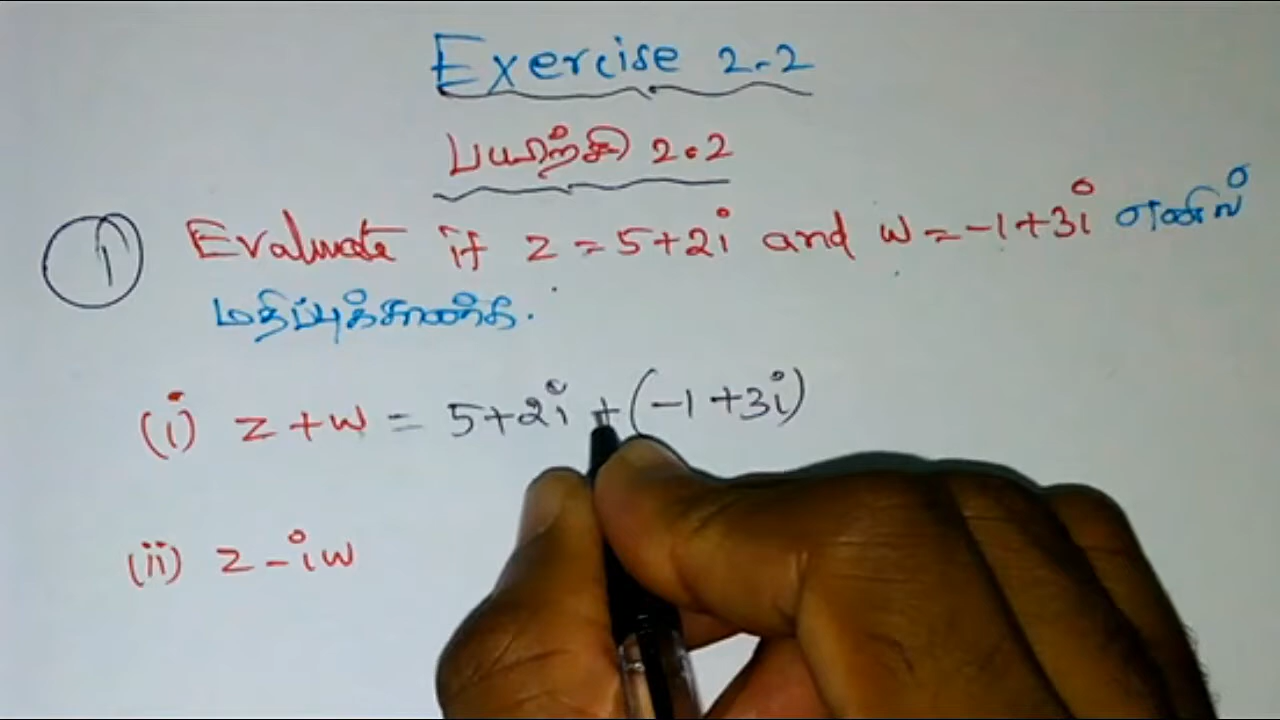 Exercise 2.2
பயிற்சி 2.2
① Evaluate if z = 5+2i and w = -1+3i எனில்
மதிப்புக்காண்க.
(i) z+w = 5+2i + (-1+3i)
(ii) z-iw